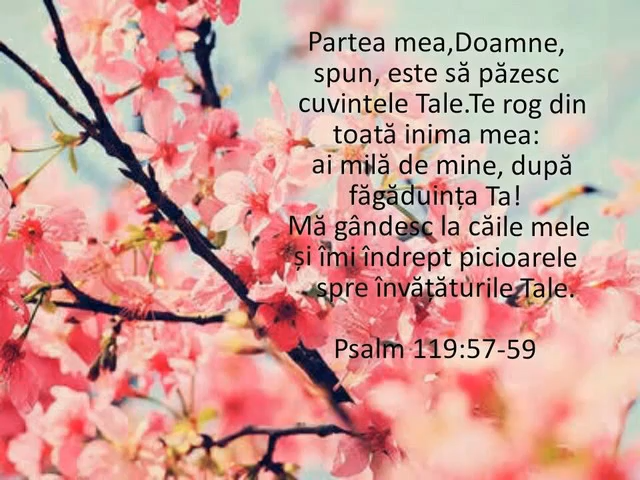 Partea mea,Doamne,
spun, este să păzesc
cuvintele Tale.Te rog din
toată inima mea:
ai milă de mine, după
făgăduința Ta!
Mă gândesc la căile mele
și îmi îndrept picioarele
spre învățăturile Tale.
Psalm 119:57-59